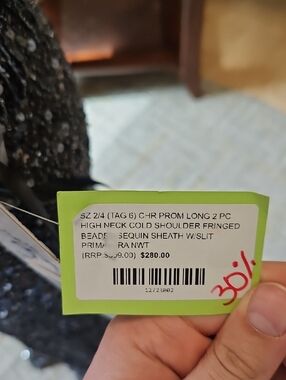 SZ 2/4 (TAG 6) CHR PROM LONG 2 PC
HIGH NECK COLD SHOULDER FRINGED
SEQUIN SHEATH W/SLIT
NWT
(RRP: $280.00
30%